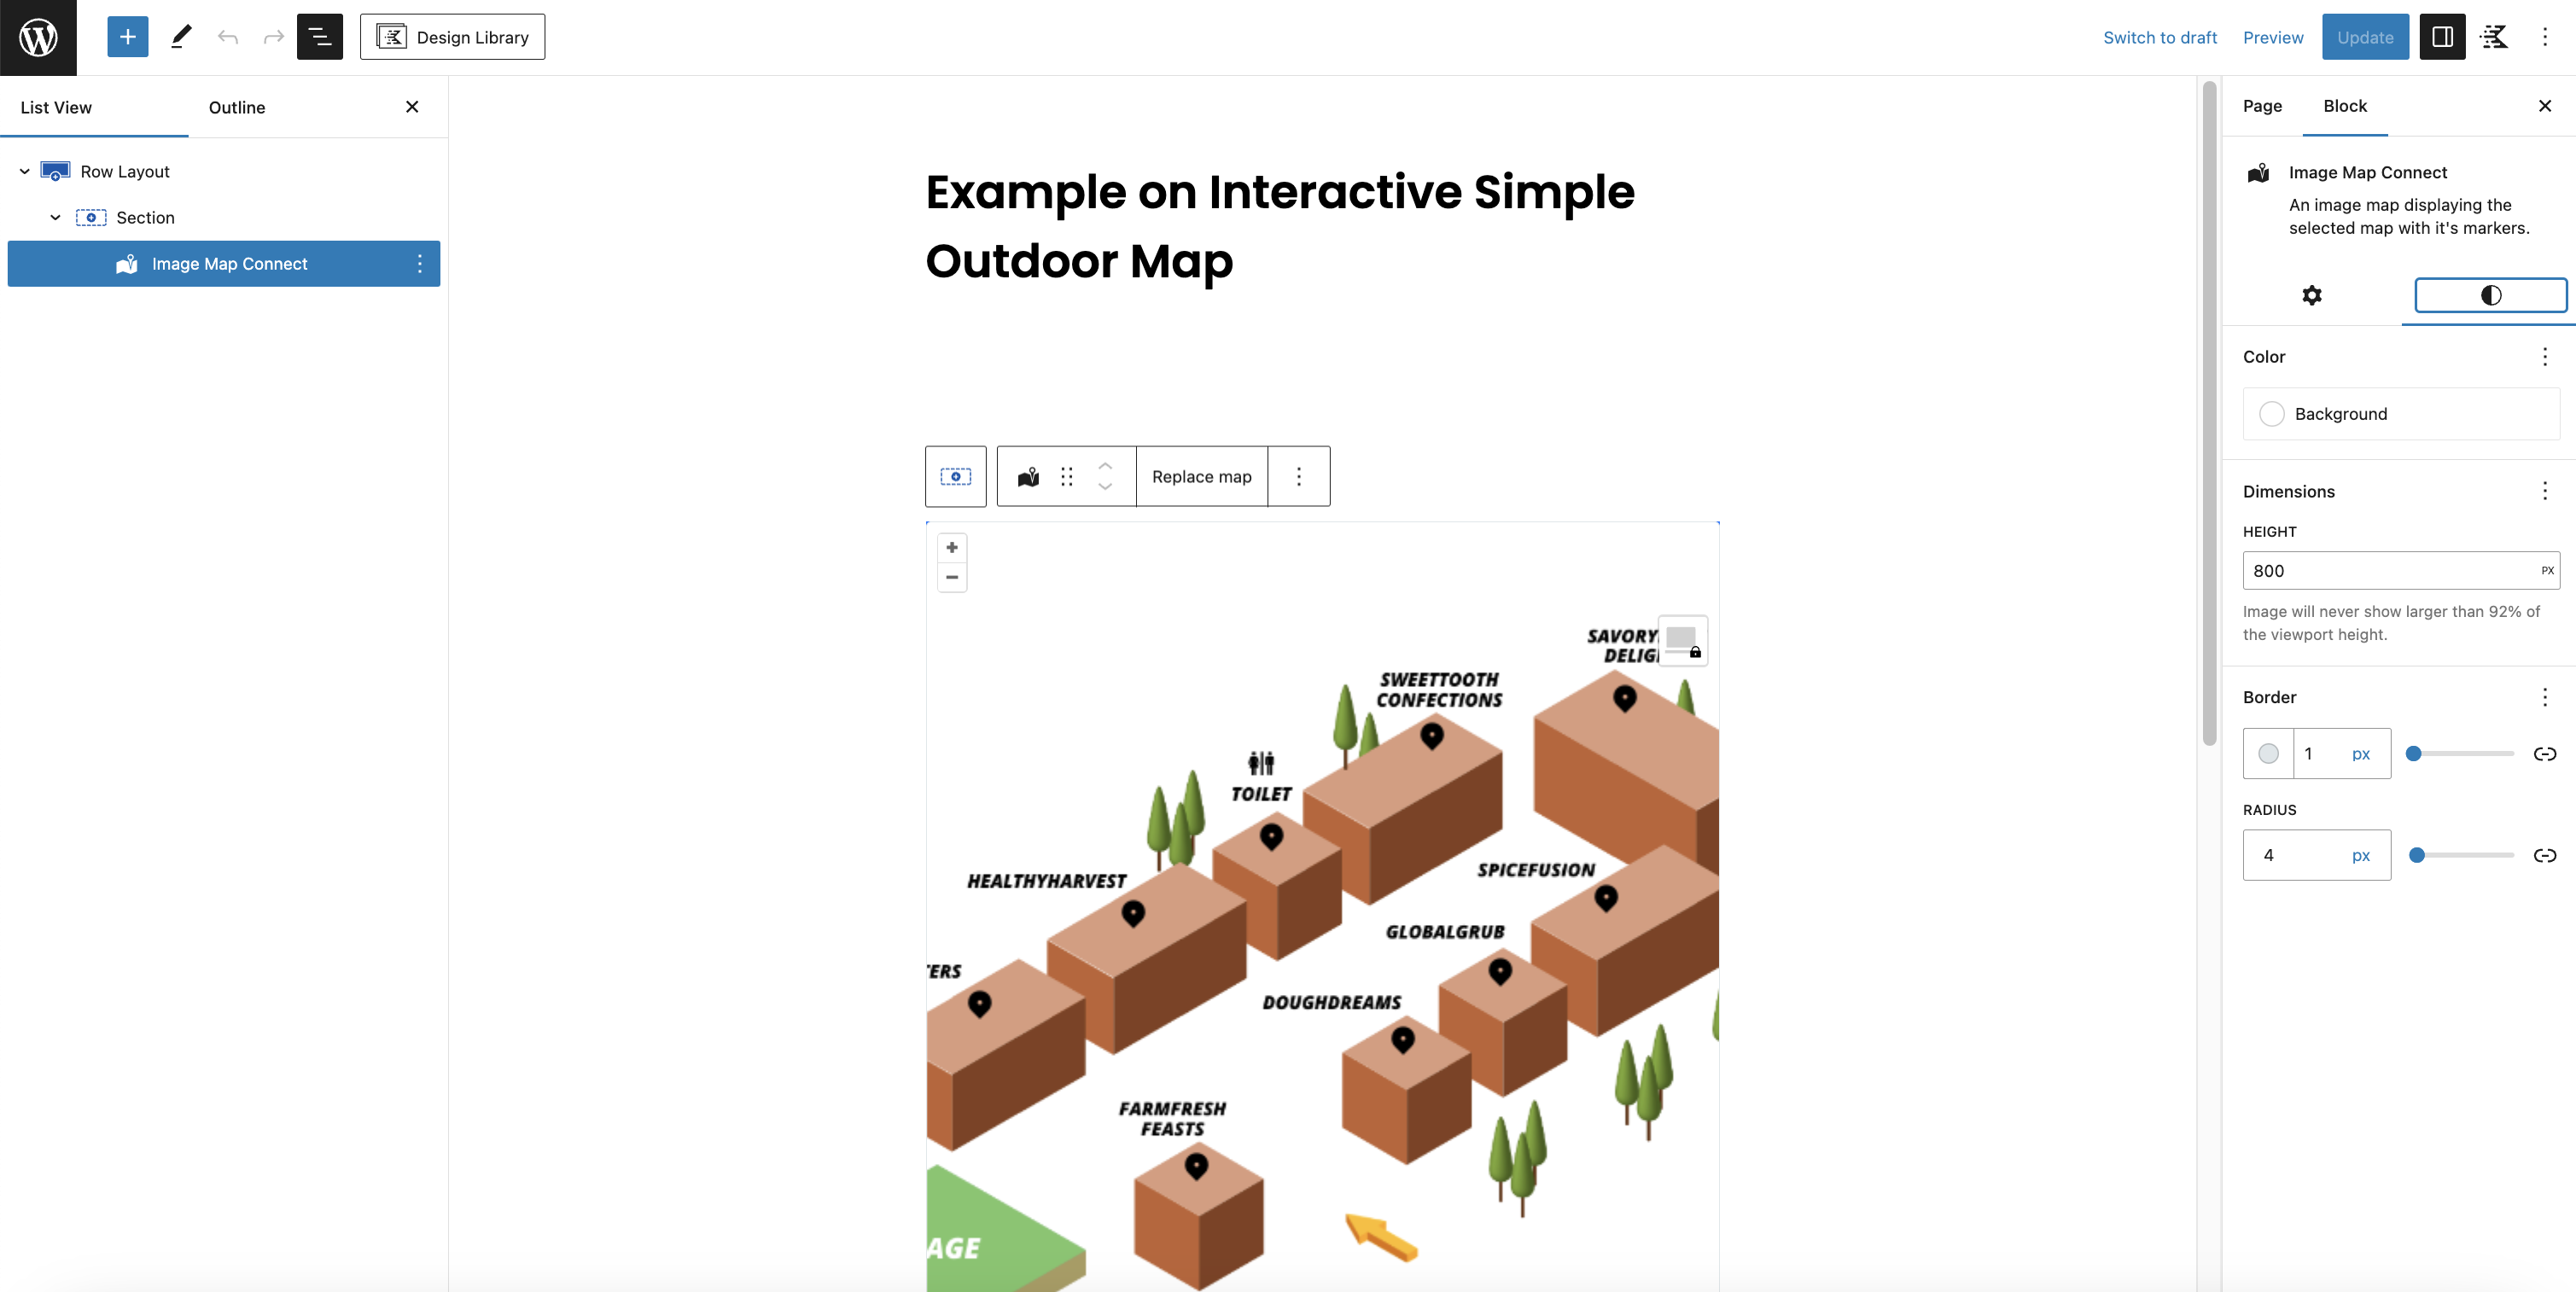 Design Library
Switch to draft
Preview
Update
List View
Outline
Row Layout
Section
Image Map Connect
Example on Interactive Simple
Outdoor Map
Replace map
SAVORY
DELIG
SWEETTOOTH
CONFECTIONS
TOILET
HEALTHYHARVEST
SPICEFUSION
GLOBALGRUB
TERS
DOUGHDREAMS
FARMFRESH
FEASTS
AGE
Page
Block
Image Map Connect
An image map displaying the
selected map with it's markers.
Color
Background
Dimensions
HEIGHT
800 PX
Image will never show larger than 92% of
the viewport height.
Border
1 px
RADIUS
4 px